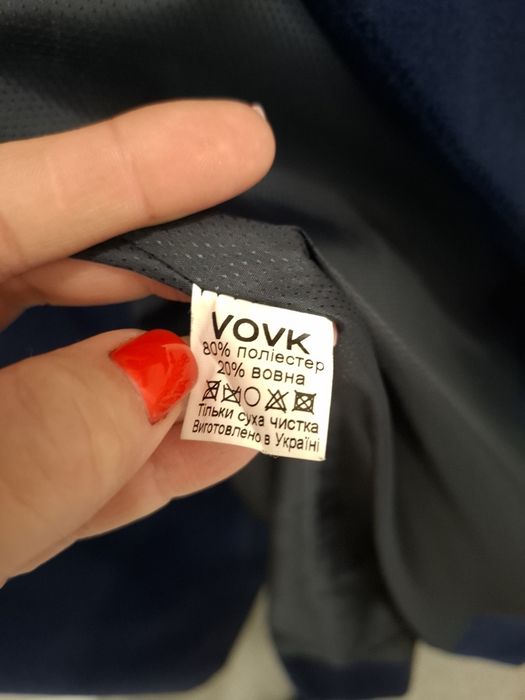 VOVK
80% поліестер
20% вовна
Тільки суха чистка
Виготовлено в Україні